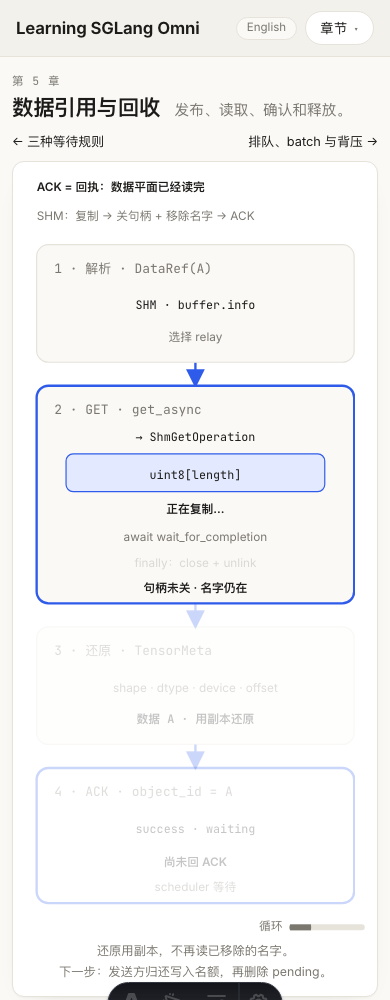 Learning SGLang Omni
English
章节
第 5 章
数据引用与回收 发布、读取、确认和释放。
← 三种等待规则
排队、batch 与背压 →
ACK = 回执：数据平面已经读完
SHM：复制 → 关句柄 + 移除名字 → ACK
1 · 解析 · DataRef(A)
SHM · buffer.info
选择 relay
2 · GET · get_async
→ ShmGetOperation
uint8[length]
正在复制…
await wait_for_completion
finally：close + unlink
句柄未关 · 名字仍在
3 · 还原 · TensorMeta
shape · dtype · device · offset
数据 A · 用副本还原
4 · ACK · object_id = A
success · waiting
尚未回 ACK
scheduler 等待
循环
还原用副本，不再读已移除的名字。
下一步：发送方归还写入名额，再删除 pending。